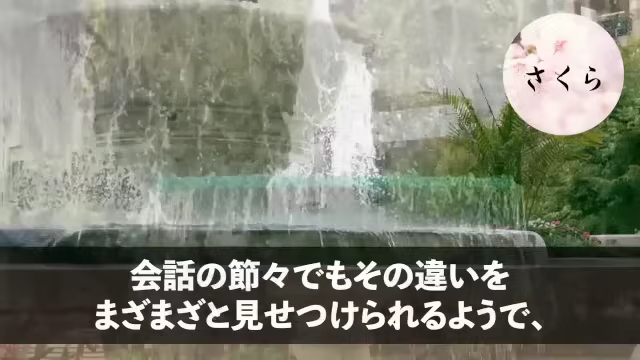 さくら
会話の節々でもその違いを
まざまざと見せつけられるようで、